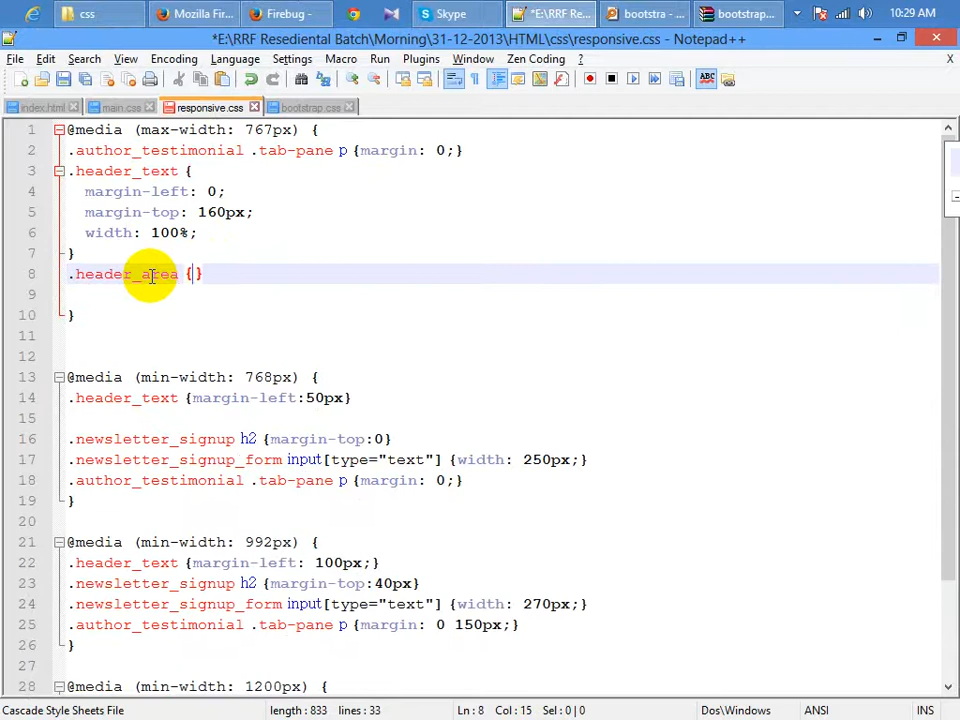 css
Mozilla Fir...
Firebug -
Skype
*E:\RRF Re...
bootstra - ...
bootstrap...
10:29 AM
*E:\RRF Resediental Batch\Morning\31-12-2013\HTML\css\responsive.css - Notepad++
File Edit Search View Encoding Language Settings Macro Run Plugins Window Zen Coding ? X
index.html main.css responsive.css bootstrap.css
1 @media (max-width: 767px) {
2 .author_testimonial .tab-pane p {margin: 0;}
3 .header_text {
4 margin-left: 0;
5 margin-top: 160px;
6 width: 100%;
7 }
8 .header_area {}
9
10 }
11
12
13 @media (min-width: 768px) {
14 .header_text {margin-left:50px}
15
16 .newsletter_signup h2 {margin-top:0}
17 .newsletter_signup_form input[type="text"] {width: 250px;}
18 .author_testimonial .tab-pane p {margin: 0;}
19 }
20
21 @media (min-width: 992px) {
22 .header_text {margin-left: 100px;}
23 .newsletter_signup h2 {margin-top:40px}
24 .newsletter_signup_form input[type="text"] {width: 270px;}
25 .author_testimonial .tab-pane p {margin: 0 150px;}
26 }
27
28 @media (min-width: 1200px) {
Cascade Style Sheets File length : 833 lines : 33 Ln : 8 Col : 15 Sel : 0 | 0 Dos\Windows ANSI INS